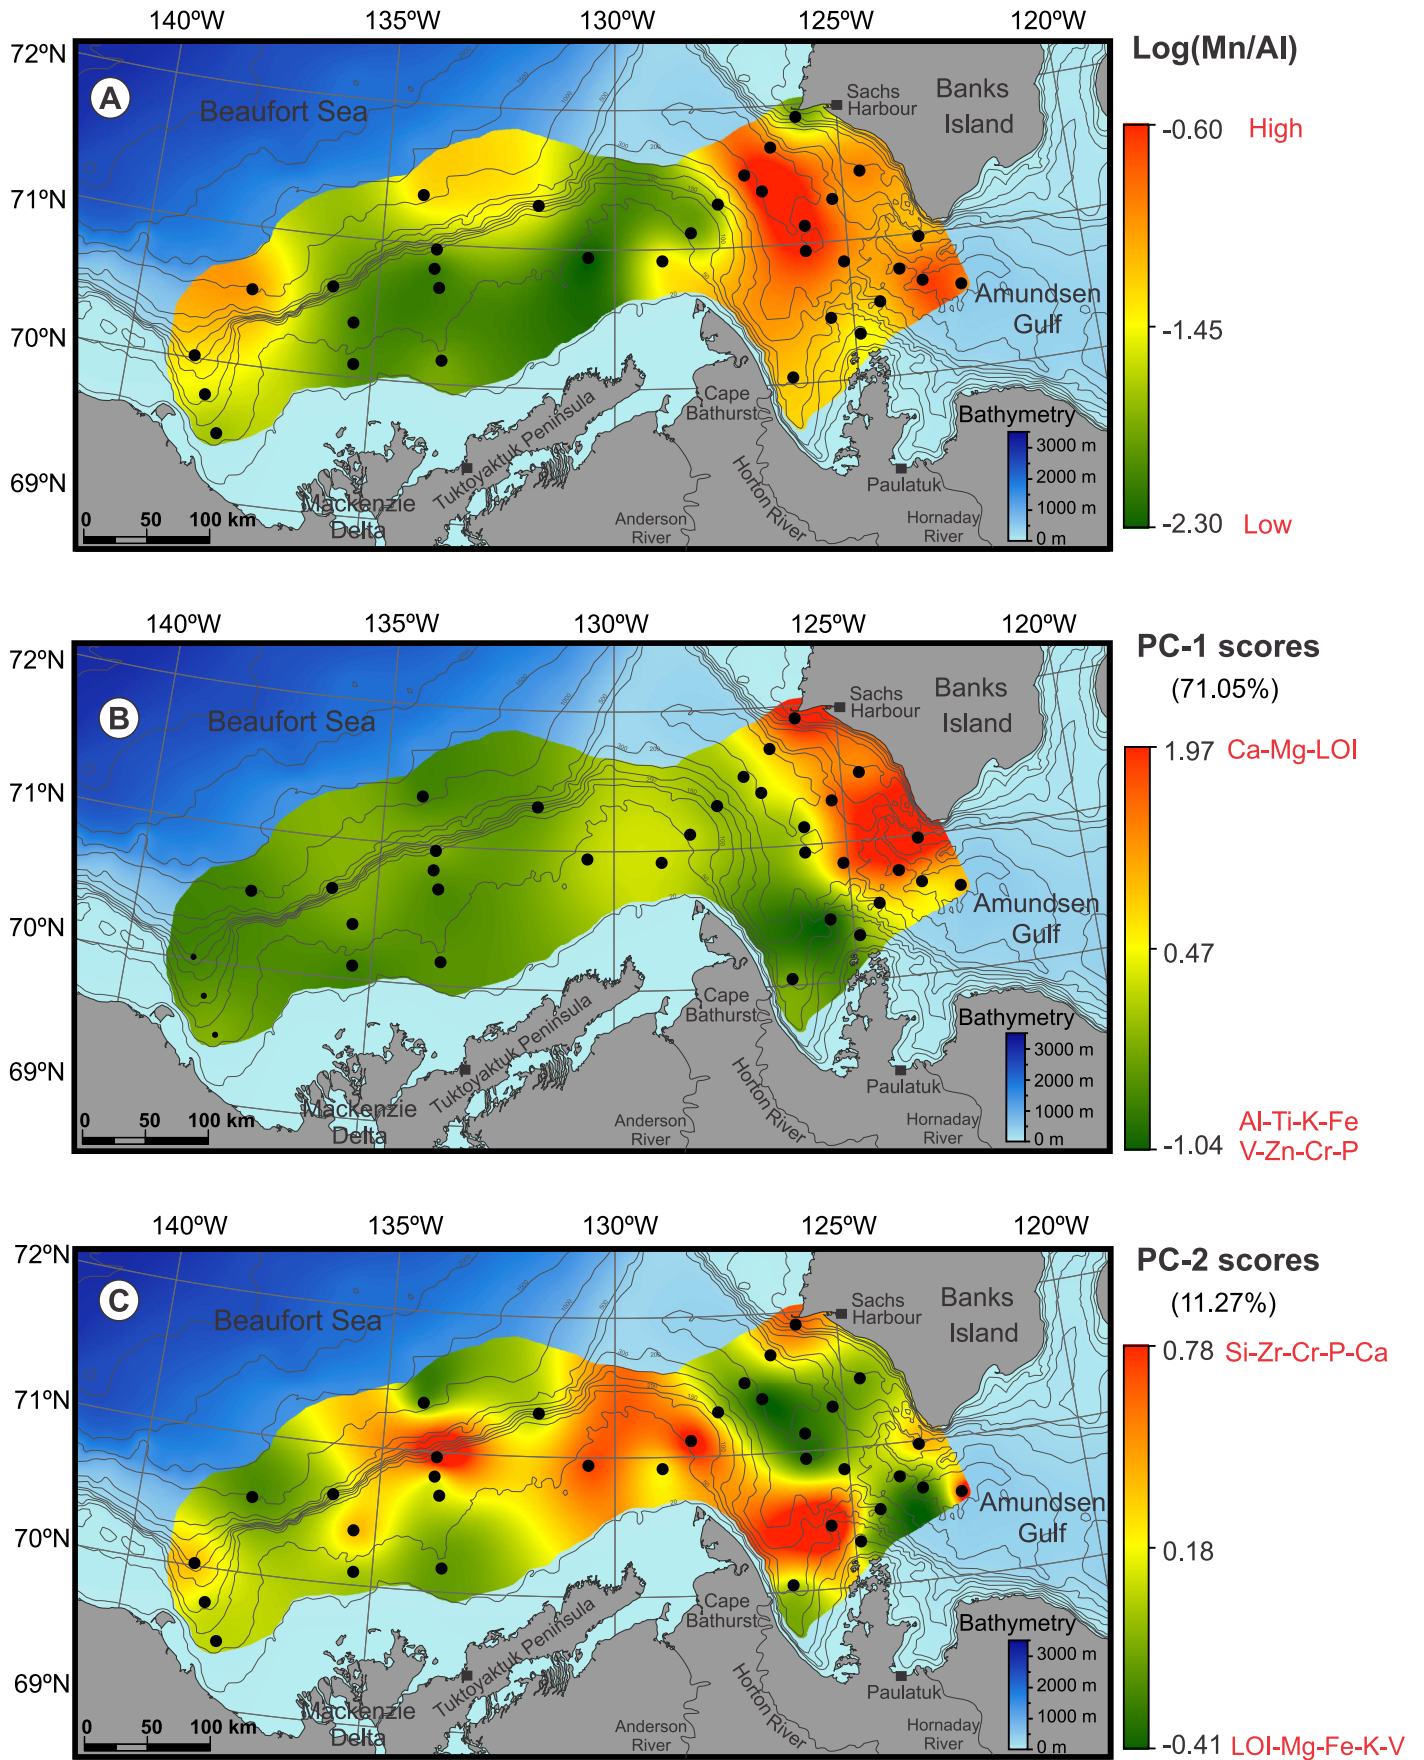 140ºW 135ºW 130ºW 125ºW 120ºW
72ºN
71ºN
70ºN
69ºN
A
Beaufort Sea
Sachs
Harbour
Banks
Island
Amundsen
Gulf
Cape
Bathurst
Tuktoyaktuk Peninsula
Mackenzie
Delta
Anderson
River
Horton River
Paulatuk
Hornaday
River
Bathymetry
3000 m
2000 m
1000 m
0 m
0 50 100 km
Log(Mn/Al)
-0.60 High
-1.45
-2.30 Low
140ºW 135ºW 130ºW 125ºW 120ºW
72ºN
71ºN
70ºN
69ºN
B
Beaufort Sea
Sachs
Harbour
Banks
Island
Amundsen
Gulf
Cape
Bathurst
Tuktoyaktuk Peninsula
Mackenzie
Delta
Anderson
River
Horton River
Paulatuk
Hornaday
River
Bathymetry
3000 m
2000 m
1000 m
0 m
0 50 100 km
PC-1 scores
(71.05%)
1.97 Ca-Mg-LOI
0.47
Al-Ti-K-Fe
-1.04 V-Zn-Cr-P
140ºW 135ºW 130ºW 125ºW 120ºW
72ºN
71ºN
70ºN
69ºN
C
Beaufort Sea
Sachs
Harbour
Banks
Island
Amundsen
Gulf
Cape
Bathurst
Tuktoyaktuk Peninsula
Mackenzie
Delta
Anderson
River
Horton River
Paulatuk
Hornaday
River
Bathymetry
3000 m
2000 m
1000 m
0 m
0 50 100 km
PC-2 scores
(11.27%)
0.78 Si-Zr-Cr-P-Ca
0.18
-0.41 LOI-Mg-Fe-K-V